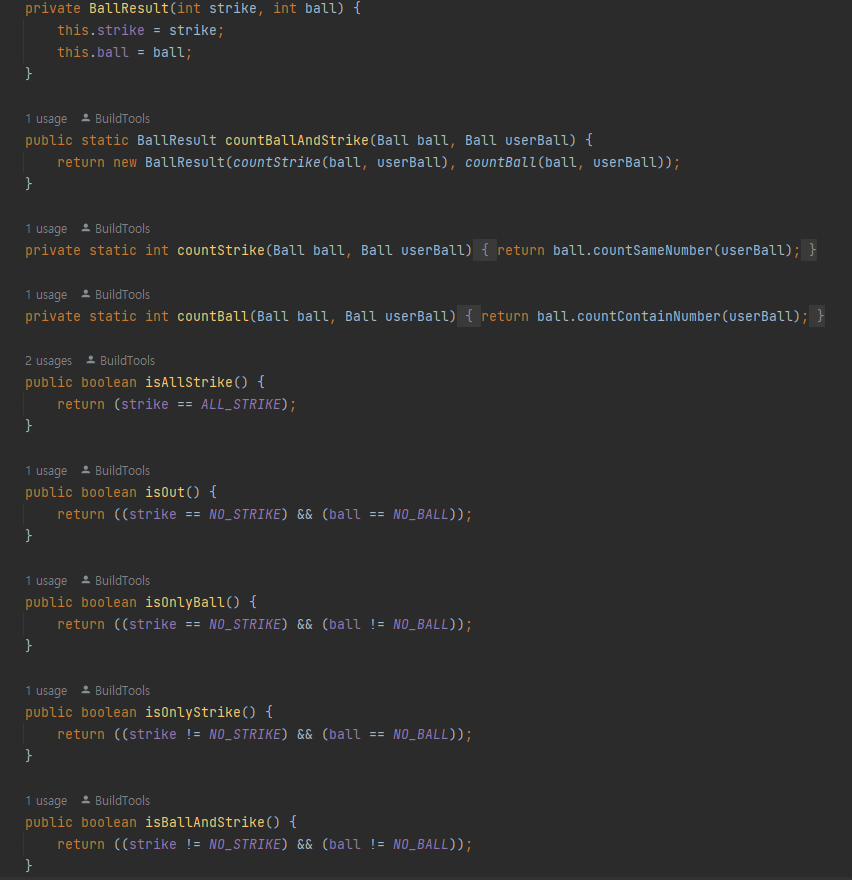 private BallResult(int strike, int ball) {
    this.strike = strike;
    this.ball = ball;
}
1 usage BuildTools
public static BallResult countBallAndStrike(Ball ball, Ball userBall) {
    return new BallResult(countStrike(ball, userBall), countBall(ball, userBall));
}
1 usage BuildTools
private static int countStrike(Ball ball, Ball userBall) { return ball.countSameNumber(userBall); }
1 usage BuildTools
private static int countBall(Ball ball, Ball userBall) { return ball.countContainNumber(userBall); }
2 usages BuildTools
public boolean isAllStrike() {
    return (strike == ALL_STRIKE);
}
1 usage BuildTools
public boolean isOut() {
    return ((strike == NO_STRIKE) && (ball == NO_BALL));
}
1 usage BuildTools
public boolean isOnlyBall() {
    return ((strike == NO_STRIKE) && (ball != NO_BALL));
}
1 usage BuildTools
public boolean isOnlyStrike() {
    return ((strike != NO_STRIKE) && (ball == NO_BALL));
}
1 usage BuildTools
public boolean isBallAndStrike() {
    return ((strike != NO_STRIKE) && (ball != NO_BALL));
}